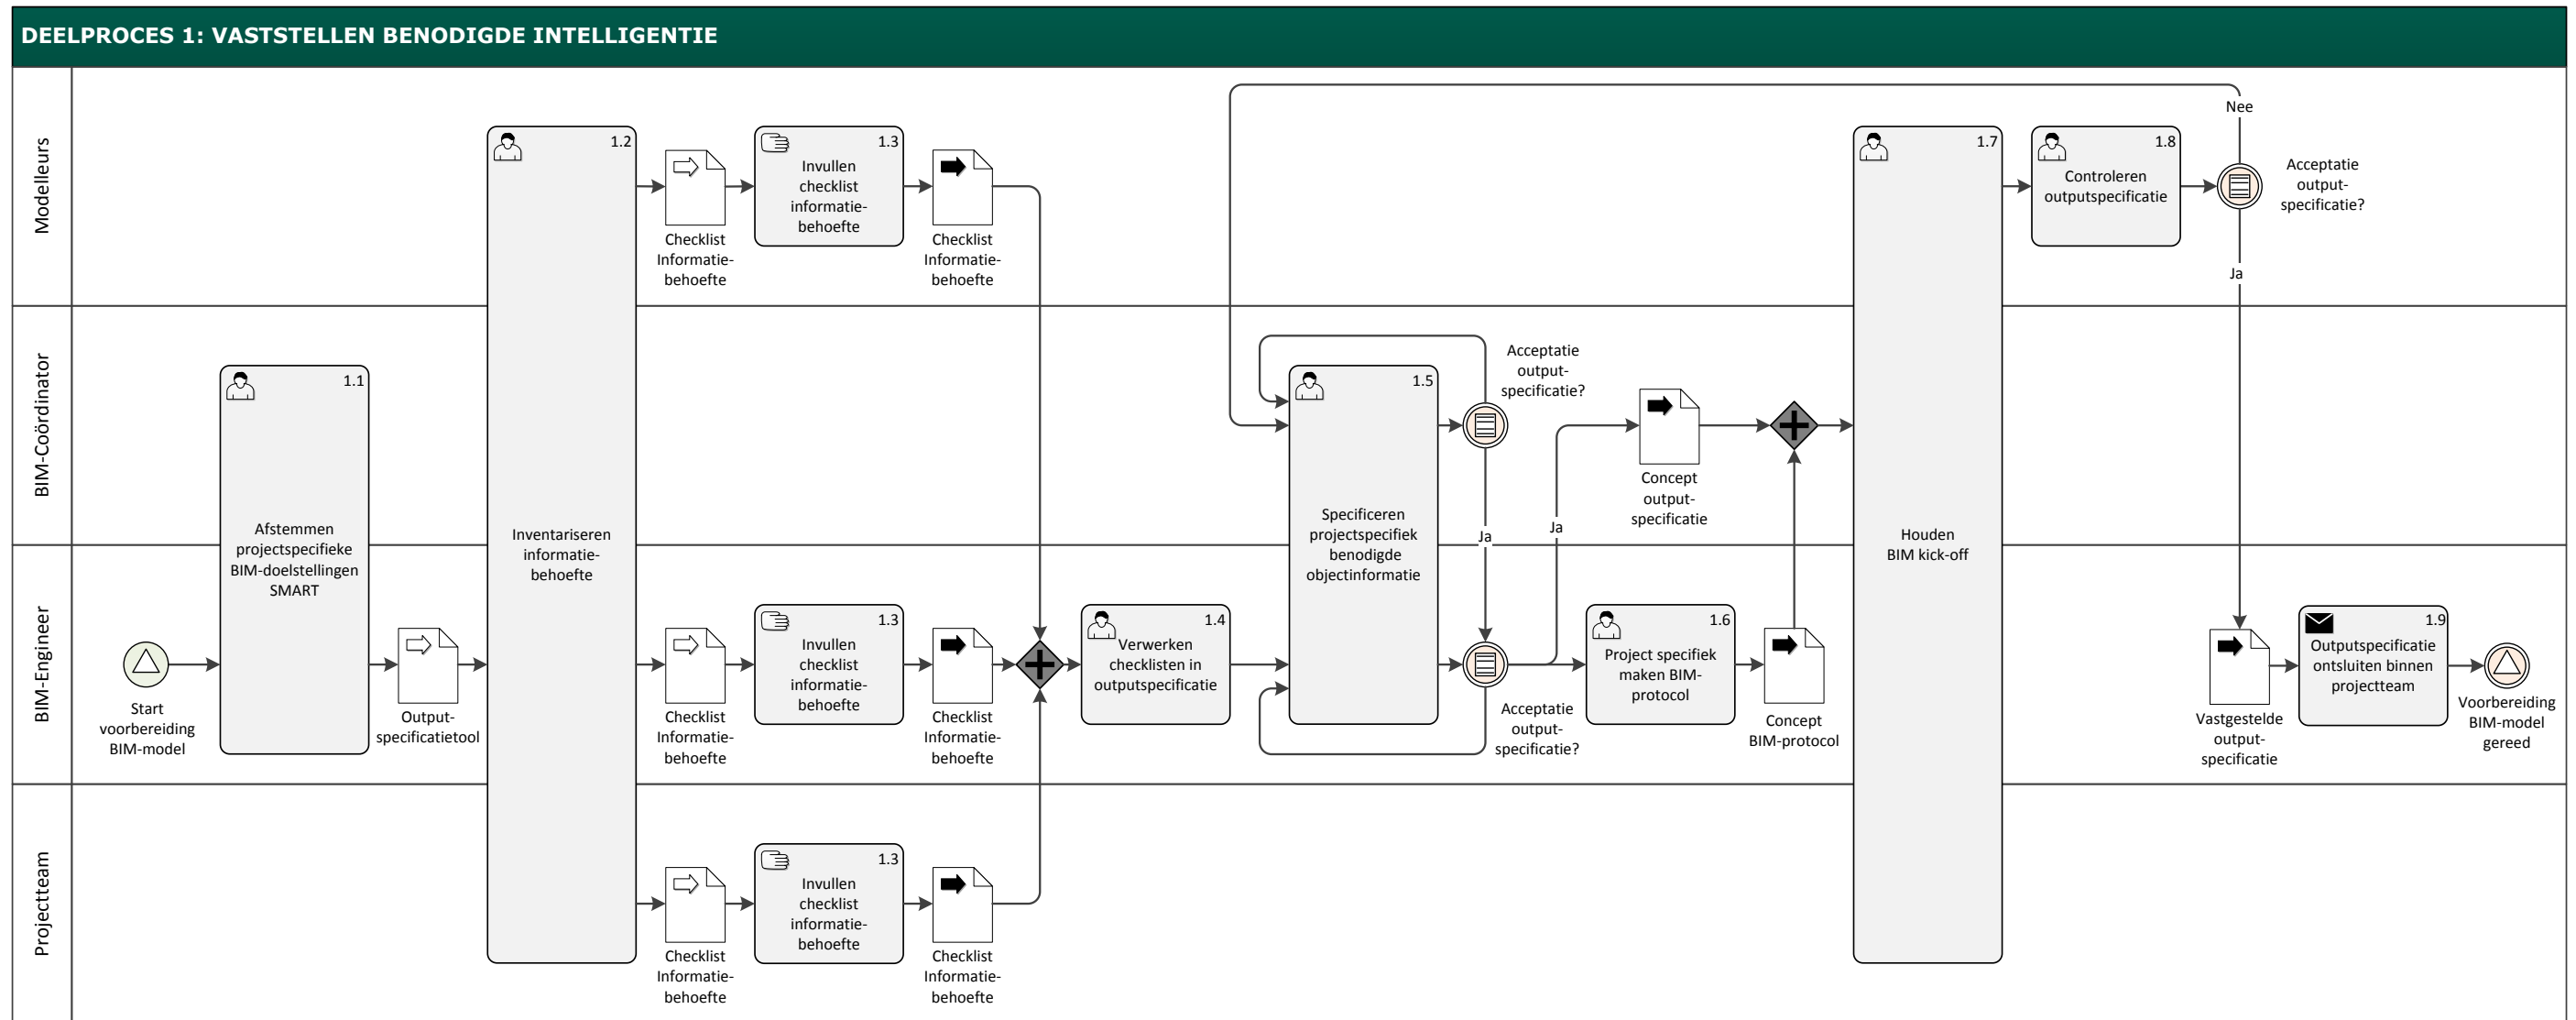 DEELPROCES 1: VASTSTELLEN BENODIGDE INTELLIGENTIE
Modelleurs
1.2
Inventariseren
informatie-
behoefte
Checklist
Informatie-
behoefte
1.3
Invullen
checklist
informatie-
behoefte
Checklist
Informatie-
behoefte
1.7
Houden
BIM kick-off
1.8
Controleren
outputspecificatie
Nee
Acceptatie
output-
specificatie?
Ja
BIM-Coördinator
1.1
Afstemmen
projectspecifieke
BIM-doelstellingen
SMART
1.5
Specificeren
projectspecifiek
benodigde
objectinformatie
Acceptatie
output-
specificatie?
Ja
Ja
Concept
output-
specificatie
BIM-Engineer
Start
voorbereiding
BIM-model
Output-
specificatietool
Checklist
Informatie-
behoefte
1.3
Invullen
checklist
informatie-
behoefte
Checklist
Informatie-
behoefte
1.4
Verwerken
checklisten in
outputspecificatie
Acceptatie
output-
specificatie?
1.6
Project specifiek
maken BIM-
protocol
Concept
BIM-protocol
Vastgestelde
output-
specificatie
1.9
Outputspecificatie
ontsluiten binnen
projectteam
Voorbereiding
BIM-model
gereed
Projectteam
Checklist
Informatie-
behoefte
1.3
Invullen
checklist
informatie-
behoefte
Checklist
Informatie-
behoefte